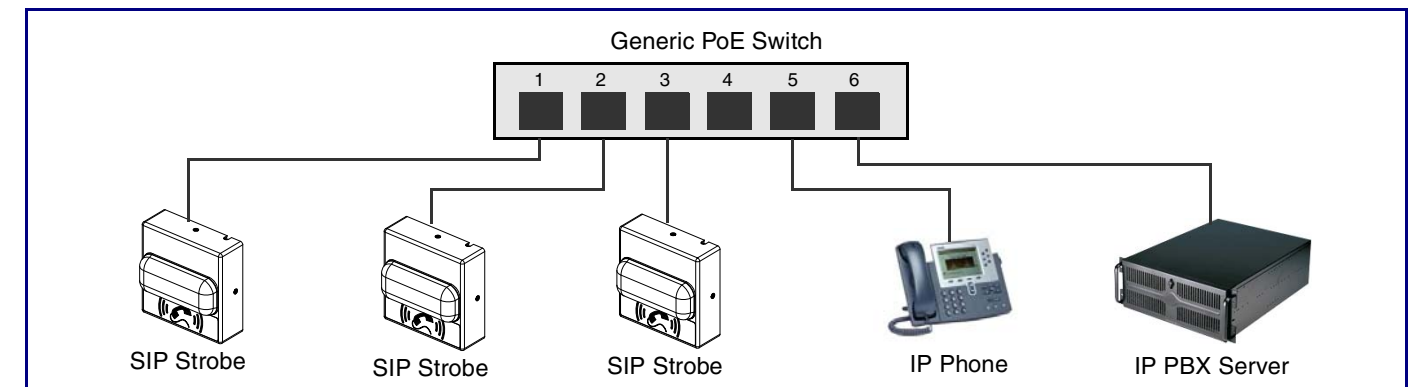 Generic PoE Switch
1 2 3 4 5 6
SIP Strobe
SIP Strobe
SIP Strobe
IP Phone
IP PBX Server